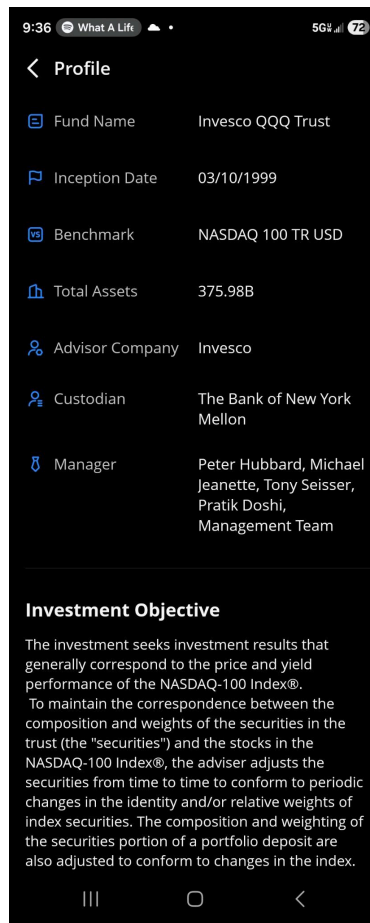 9:36 What A Life 5G 72
Profile
Fund Name Invesco QQQ Trust
Inception Date 03/10/1999
VS Benchmark NASDAQ 100 TR USD
Total Assets 375.98B
Advisor Company Invesco
Custodian The Bank of New York
Mellon
Manager Peter Hubbard, Michael
Jeanette, Tony Seisser,
Pratik Doshi,
Management Team
Investment Objective
The investment seeks investment results that
generally correspond to the price and yield
performance of the NASDAQ-100 Index®.
To maintain the correspondence between the
composition and weights of the securities in the
trust (the "securities") and the stocks in the
NASDAQ-100 Index®, the adviser adjusts the
securities from time to time to conform to periodic
changes in the identity and/or relative weights of
index securities. The composition and weighting of
the securities portion of a portfolio deposit are
also adjusted to conform to changes in the index.